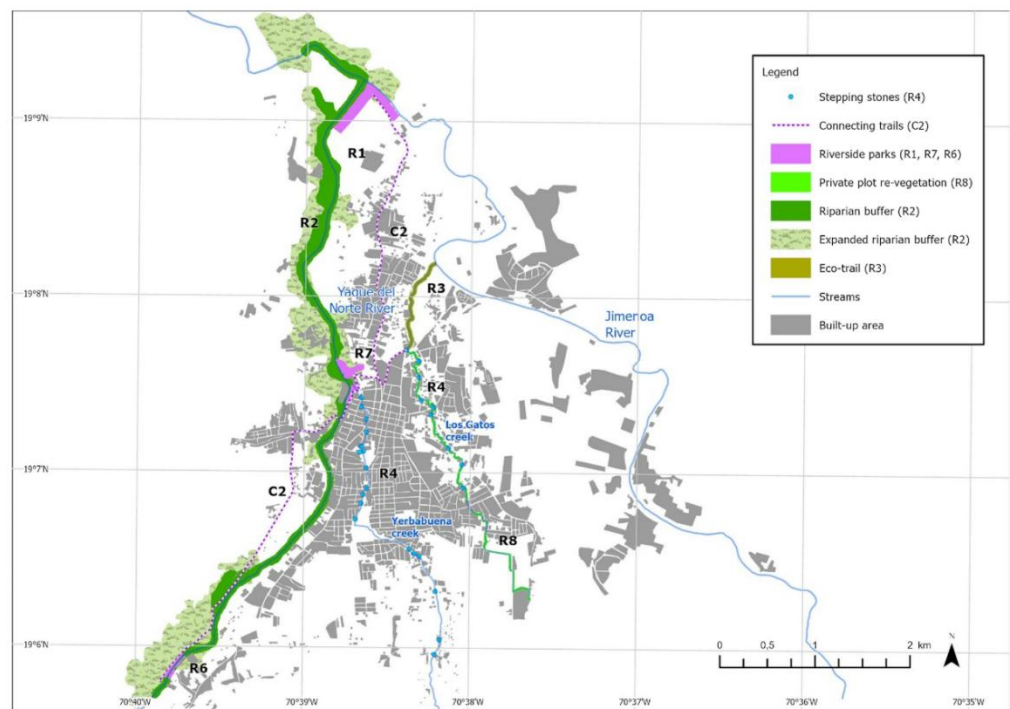 Legend
Stepping stones (R4)
Connecting trails (C2)
Riverside parks (R1, R7, R6)
Private plot re-vegetation (R8)
Riparian buffer (R2)
Expanded riparian buffer (R2)
Eco-trail (R3)
Streams
Built-up area
19°9'N
R1
R2
C2
R3
19°8'N
Yaque del
Norte River
Jimenoa
River
R7
R4
Los Gatos
creek
19°7'N
R4
C2
Yerbabuena
creek
R8
19°6'N
R6
0
0,5
1
2 km
N
70°40'W
70°39'W
70°38'W
70°37'W
70°36'W
70°35'W